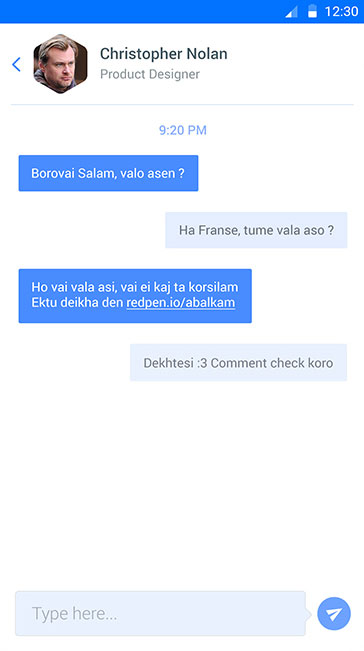 12:30
Christopher Nolan
Product Designer
9:20 PM
Borovai Salam, valo asen ?
Ha Franse, tume vala aso ?
Ho vai vala asi, vai ei kaj ta korsilam
Ektu deikha den redpen.io/abalkam
Dekhtesi :3 Comment check koro
Type here...